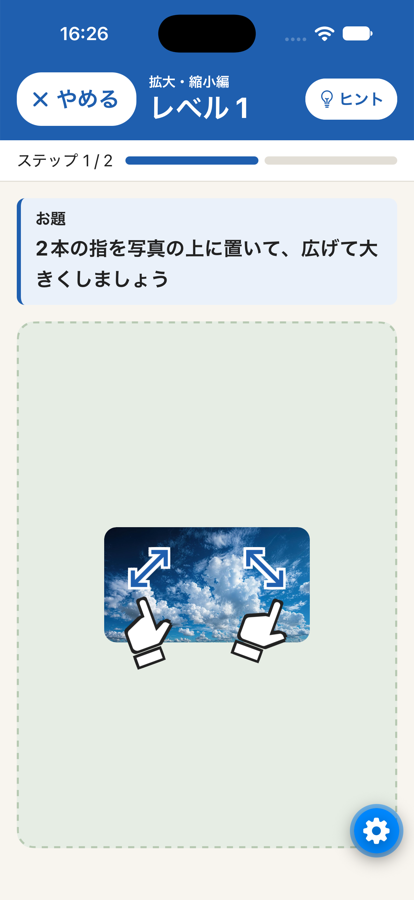 16:26
やめる
拡大・縮小編
レベル 1
ヒント
ステップ 1 / 2
お題
2本の指を写真の上に置いて、広げて大
きくしましょう